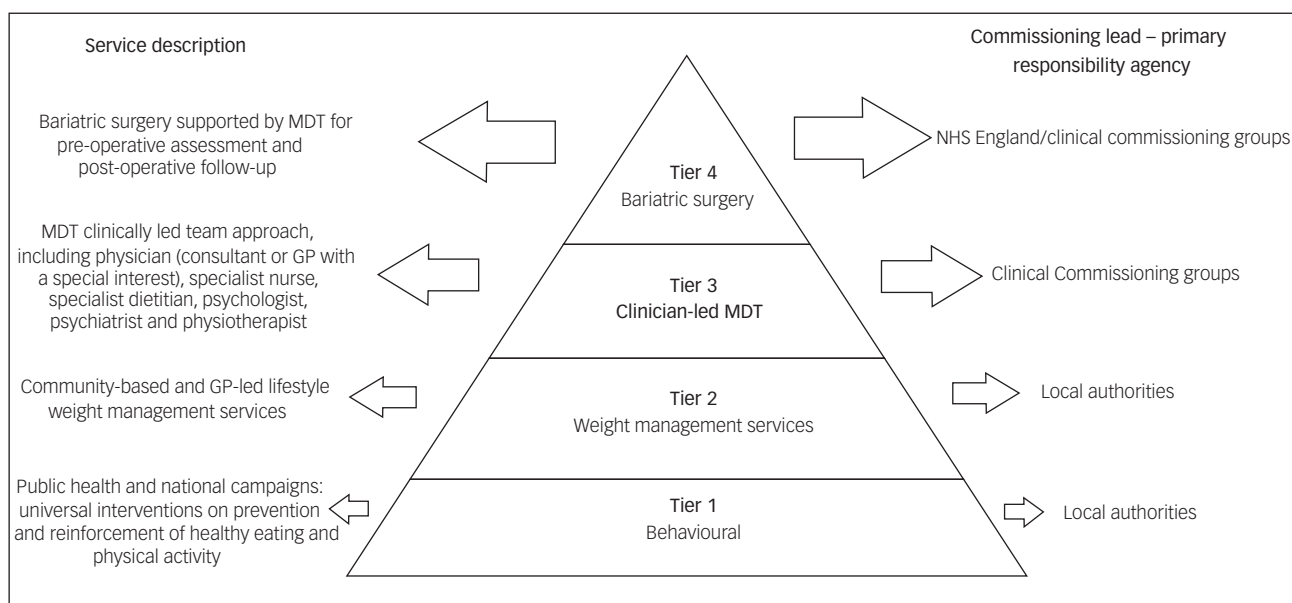 Service description
Commissioning lead – primary
responsibility agency
Bariatric surgery supported by MDT for
pre-operative assessment and
post-operative follow-up
Tier 4
Bariatric surgery
NHS England/clinical commissioning groups
MDT clinically led team approach,
including physician (consultant or GP with
a special interest), specialist nurse,
specialist dietitian, psychologist,
psychiatrist and physiotherapist
Tier 3
Clinician-led MDT
Clinical Commissioning groups
Community-based and GP-led lifestyle
weight management services
Tier 2
Weight management services
Local authorities
Public health and national campaigns:
universal interventions on prevention
and reinforcement of healthy eating and
physical activity
Tier 1
Behavioural
Local authorities